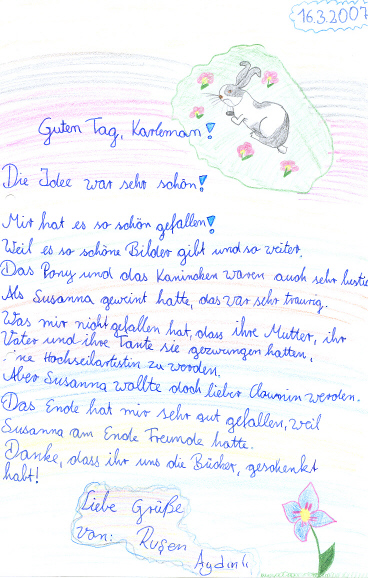 16.3.2007
Guten Tag, Karleman!
Die Idee war sehr schön!
Mir hat es so schön gefallen!
Weil es so schöne Bilder gibt und so weiter.
Das Pony und das Kaninchen waren auch sehr lustig
Als Susanna geweint hatte, das war sehr traurig.
Was mir nicht gefallen hat, dass ihre Mutter, ihr
Vater und ihre Tante sie gezwungen hatten,
'ne Hochseilartistin zu werden.
Aber Susanna wollte doch lieber Clownin werden.
Das Ende hat mir sehr gut gefallen, weil
Susanna am Ende Freunde hatte.
Danke, dass ihr uns die Bücher, geschenkt
habt!
Liebe Grüße
von: Ruşen
Aydınlı